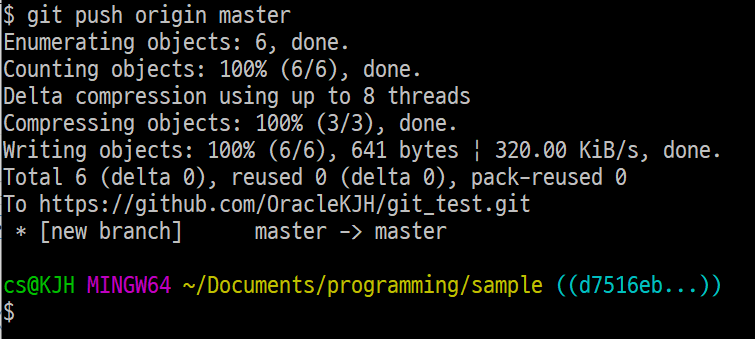 $ git push origin master
Enumerating objects: 6, done.
Counting objects: 100% (6/6), done.
Delta compression using up to 8 threads
Compressing objects: 100% (3/3), done.
Writing objects: 100% (6/6), 641 bytes ¦ 320.00 KiB/s, done.
Total 6 (delta 0), reused 0 (delta 0), pack-reused 0
To https://github.com/OracleKJH/git_test.git
 * [new branch]      master -> master

cs@KJH MINGW64 ~/Documents/programming/sample ((d7516eb...))
$